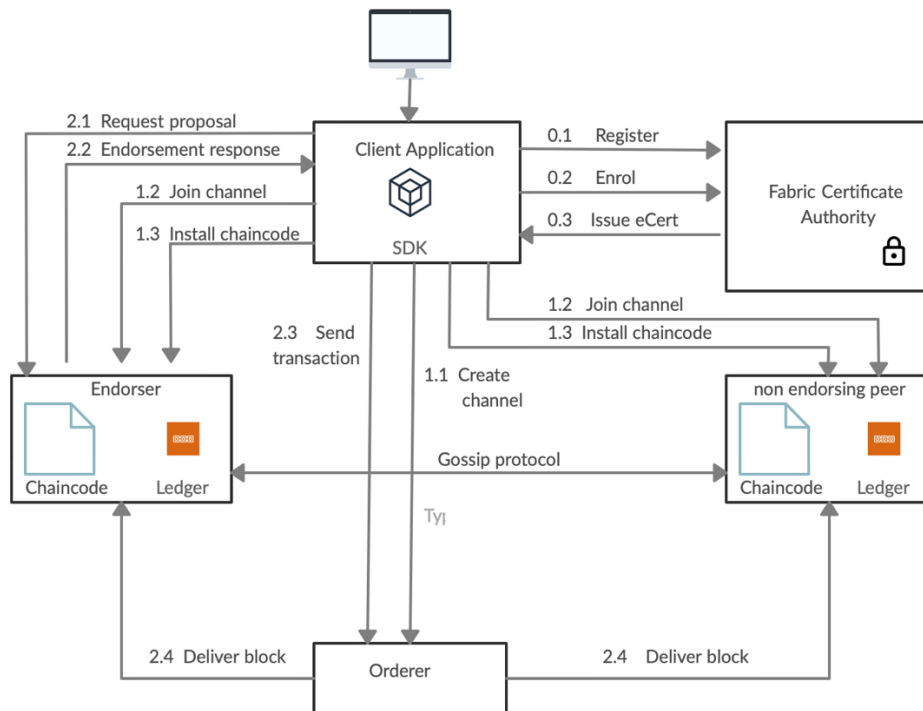 2.1 Request proposal
2.2 Endorsement response
1.2 Join channel
1.3 Install chaincode
Client Application
SDK
0.1 Register
0.2 Enrol
0.3 Issue eCert
Fabric Certificate
Authority
2.3 Send
transaction
1.1 Create
channel
1.2 Join channel
1.3 Install chaincode
Endorser
Chaincode
Ledger
non endorsing peer
Chaincode
Ledger
Gossip protocol
2.4 Deliver block
Orderer
2.4 Deliver block